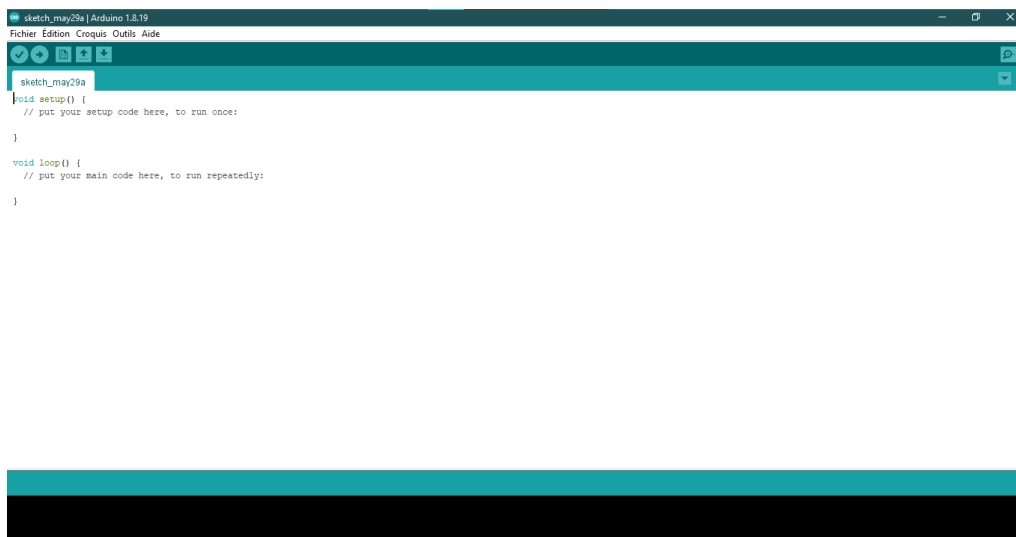 sketch_may29a | Arduino 1.8.19
Fichier Édition Croquis Outils Aide
sketch_may29a
void setup() {
// put your setup code here, to run once:
}
void loop() {
// put your main code here, to run repeatedly:
}